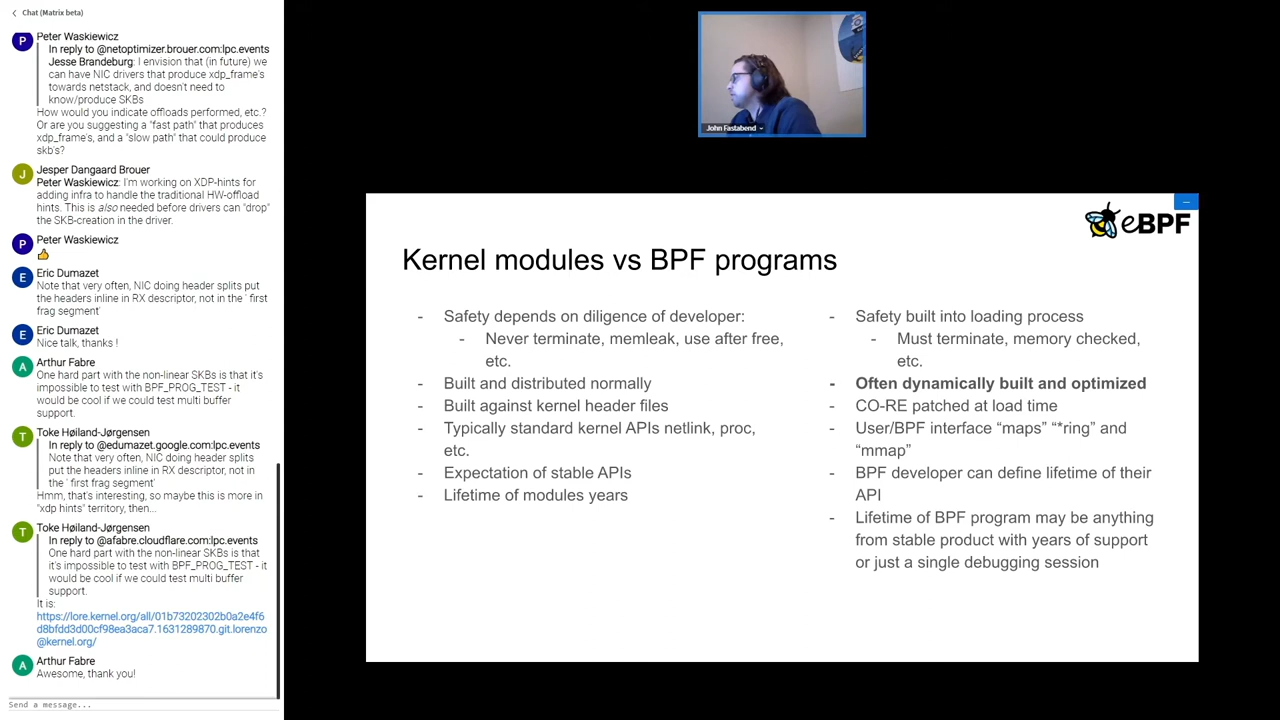 Chat (Matrix beta)
Peter Waskiewicz
In reply to @netoptimizer.brouer.com:lpc.events
Jesse Brandeburg: I envision that (in future) we
can have NIC drivers that produce xdp_frame's
towards netstack, and doesn't need to
know/produce SKBs
How would you indicate offloads performed, etc.?
Or are you suggesting a "fast path" that produces
xdp_frame's, and a "slow path" that could produce
skb's?
Jesper Dangaard Brouer
Peter Waskiewicz: I'm working on XDP-hints for
adding infra to handle the traditional HW-offload
hints. This is also needed before drivers can "drop"
the SKB-creation in the driver.
Peter Waskiewicz
👍
Eric Dumazet
Note that very often, NIC doing header splits put
the headers inline in RX descriptor, not in the ' first
frag segment'
Eric Dumazet
Nice talk, thanks !
Arthur Fabre
One hard part with the non-linear SKBs is that it's
impossible to test with BPF_PROG_TEST - it
would be cool if we could test multi buffer
support.
Toke Høiland-Jørgensen
In reply to @edumazet.google.com:lpc.events
Note that very often, NIC doing header splits
put the headers inline in RX descriptor, not in
the ' first frag segment'
Hmm, that's interesting, so maybe this is more in
"xdp hints" territory, then...
Toke Høiland-Jørgensen
In reply to @afabre.cloudflare.com:lpc.events
One hard part with the non-linear SKBs is that
it's impossible to test with BPF_PROG_TEST - it
would be cool if we could test multi buffer
support.
It is:
https://lore.kernel.org/all/01b73202302b0a2e4f6
d8bfdd3d00cf98ea3aca7.1631289870.git.lorenzo
@kernel.org/
Arthur Fabre
Awesome, thank you!
Send a message...
John Fastabend
eBPF
Kernel modules vs BPF programs
- Safety depends on diligence of developer:
- Never terminate, memleak, use after free,
etc.
- Built and distributed normally
- Built against kernel header files
- Typically standard kernel APIs netlink, proc,
etc.
- Expectation of stable APIs
- Lifetime of modules years
- Safety built into loading process
- Must terminate, memory checked,
etc.
- Often dynamically built and optimized
- CO-RE patched at load time
- User/BPF interface “maps” “*ring” and
“mmap”
- BPF developer can define lifetime of their
API
- Lifetime of BPF program may be anything
from stable product with years of support
or just a single debugging session